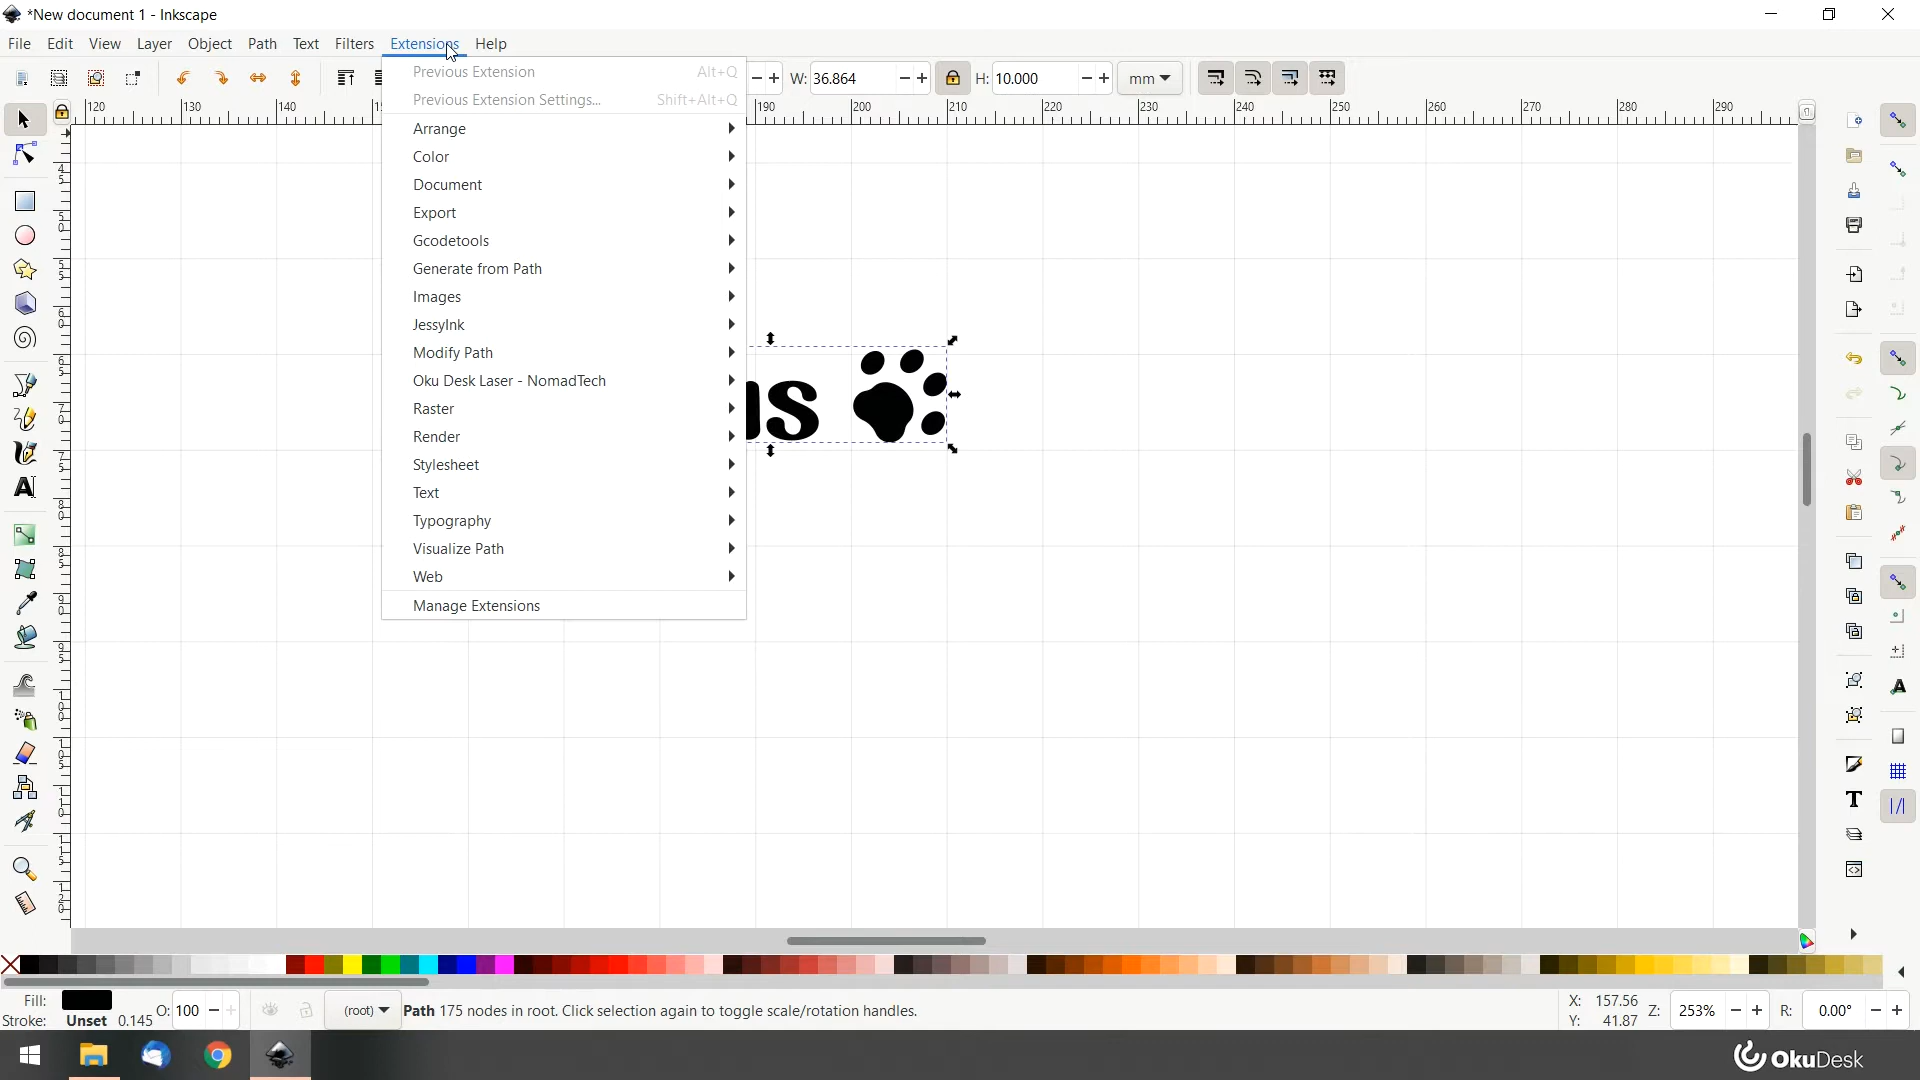 *New document 1 - Inkscape
File Edit View Layer Object Path Text Filters Extensions Help
Previous Extension Alt+Q
Previous Extension Settings... Shift+Alt+Q
Arrange
Color
Document
Export
Gcodetools
Generate from Path
Images
JessyInk
Modify Path
Oku Desk Laser - NomadTech
Raster
Render
Stylesheet
Text
Typography
Visualize Path
Web
Manage Extensions
W: 36.864 H: 10.000 mm
120 130 190 200 210 220 230 240 250 260 270 280 290
us
Fill:
Stroke: Unset 0.145
O: 100
(root)
Path 175 nodes in root. Click selection again to toggle scale/rotation handles.
X: 157.56
Y: 41.87
Z: 253%
R: 0.00°
OkuDesk